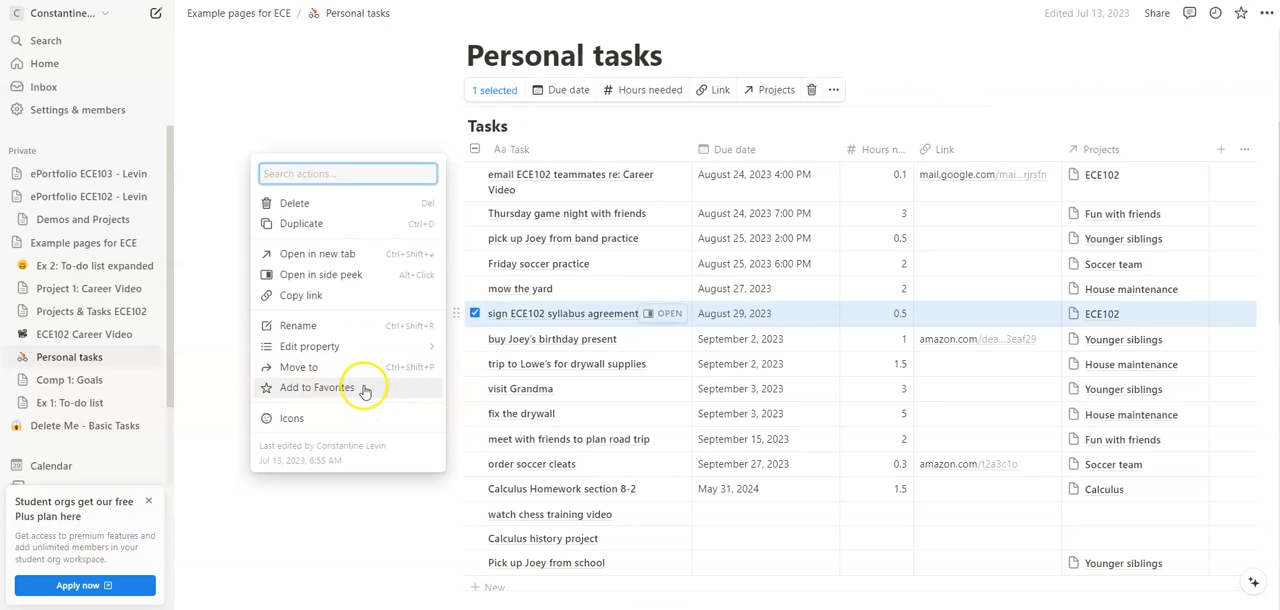 C Constantine...
Example pages for ECE / Personal tasks
Edited Jul 13, 2023 Share
Search
Home
Inbox
Settings & members
Private
ePortfolio ECE103 - Levin
ePortfolio ECE102 - Levin
Demos and Projects
Example pages for ECE
Ex 2: To-do list expanded
Project 1: Career Video
Projects & Tasks ECE102
ECE102 Career Video
Personal tasks
Comp 1: Goals
Ex 1: To-do list
Delete Me - Basic Tasks
Calendar
Student orgs get our free
Plus plan here
Get access to premium features and
add unlimited members in your
student org workspace.
Apply now
Search actions...
Delete Del
Duplicate Ctrl+D
Open in new tab Ctrl+Shift+↵
Open in side peek Alt+Click
Copy link
Rename Ctrl+Shift+R
Edit property
Move to Ctrl+Shift+P
Add to Favorites
Icons
Last edited by Constantine Levin
Jul 13, 2023, 6:55 AM
Personal tasks
1 selected Due date # Hours needed Link Projects
Tasks
Aa Task Due date # Hours n... Link Projects
email ECE102 teammates re: Career August 24, 2023 4:00 PM 0.1 mail.google.com/mai...rjrsfn ECE102
Video
Thursday game night with friends August 24, 2023 7:00 PM 3 Fun with friends
pick up Joey from band practice August 25, 2023 2:00 PM 0.5 Younger siblings
Friday soccer practice August 25, 2023 6:00 PM 2 Soccer team
mow the yard August 27, 2023 2 House maintenance
sign ECE102 syllabus agreement OPEN August 29, 2023 0.5 ECE102
buy Joey's birthday present September 2, 2023 1 amazon.com/dea...3eaf29 Younger siblings
trip to Lowe's for drywall supplies September 2, 2023 1.5 House maintenance
visit Grandma September 3, 2023 3 Younger siblings
fix the drywall September 3, 2023 5 House maintenance
meet with friends to plan road trip September 15, 2023 2 Fun with friends
order soccer cleats September 27, 2023 0.3 amazon.com/t2a3c1o Soccer team
Calculus Homework section 8-2 May 31, 2024 1.5 Calculus
watch chess training video
Calculus history project
Pick up Joey from school Younger siblings
+ New